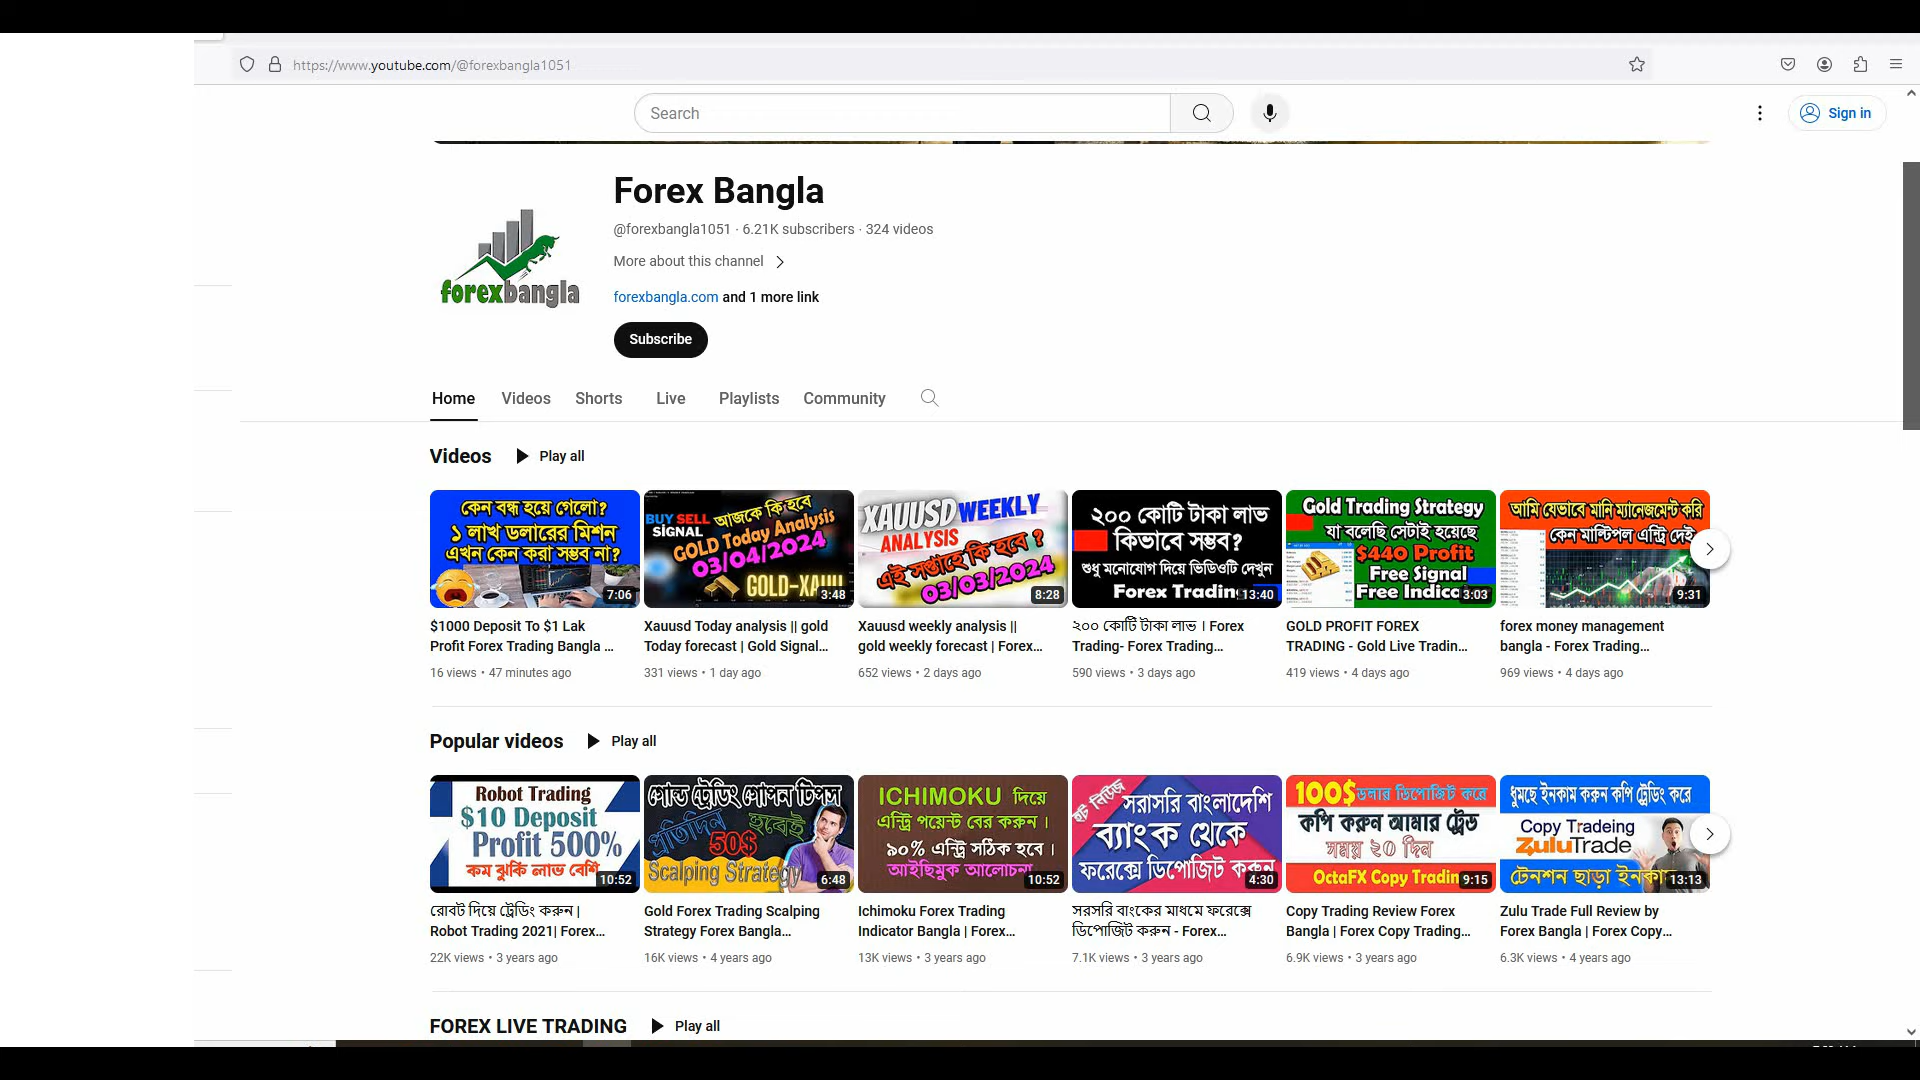 https://www.youtube.com/@forexbangla1051
Search
Sign in
Forex Bangla
@forexbangla1051 · 6.21K subscribers · 324 videos
More about this channel
forexbangla.com and 1 more link
forexbangla
Subscribe
Home Videos Shorts Live Playlists Community
Videos Play all
কেন বন্ধ হয়ে গেলো?
১ লাখ ডলারের মিশন
এখন কেন করা সম্ভব না?
7:06
আজকে কি হবে
BUY SELL
SIGNAL
GOLD Today Analysis
03/04/2024
GOLD-XAUU
3:48
XAUUSD WEEKLY
ANALYSIS
এই সপ্তাহে কি হবে ?
03/03/2024
8:28
২০০ কোটি টাকা লাভ
কিভাবে সম্ভব?
শুধু মনোযোগ দিয়ে ভিডিওটি দেখুন
Forex Trading
13:40
Gold Trading Strategy
যা বলেছি সেটাই হয়েছে
$440 Profit
Free Signal
Free Indica
3:03
আমি যেভাবে মানি ম্যানেজমেন্ট করি
কেন মাল্টিপল এন্ট্রি দেই
9:31
$1000 Deposit To $1 Lak
Profit Forex Trading Bangla ...
16 views • 47 minutes ago
Xauusd Today analysis || gold
Today forecast | Gold Signal...
331 views • 1 day ago
Xauusd weekly analysis ||
gold weekly forecast | Forex...
652 views • 2 days ago
২০০ কোটি টাকা লাভ । Forex
Trading- Forex Trading...
590 views • 3 days ago
GOLD PROFIT FOREX
TRADING - Gold Live Tradin...
419 views • 4 days ago
forex money management
bangla - Forex Trading...
969 views • 4 days ago
Popular videos Play all
Robot Trading
$10 Deposit
Profit 500%
কম ঝুকি লাভ বেশি
10:52
গোল্ড ট্রেডিং গোপন টিপস
প্রতিদিন 50$ হবেই
Scalping Strategy
6:48
ICHIMOKU দিয়ে
এন্ট্রি পয়েন্ট বের করুন ।
৯০% এন্ট্রি সঠিক হবে ।
আইছিমুক আলোচনা
10:52
হট নিউজ
সরাসরি বাংলাদেশি
ব্যাংক থেকে
ফরেক্সে ডিপোজিট করুন
4:30
100$ ডলার ডিপোজিট করে
কপি করুন আমার ট্রেড
সময় ২০ দিন
OctaFX Copy Tradin
9:15
ধুমছে ইনকাম করুন কপি ট্রেডিং করে
Copy Tradeing
ZuluTrade
টেনশন ছাড়া ইনকাম
13:13
রোবট দিয়ে ট্রেডিং করুন |
Robot Trading 2021| Forex...
22K views • 3 years ago
Gold Forex Trading Scalping
Strategy Forex Bangla...
16K views • 4 years ago
Ichimoku Forex Trading
Indicator Bangla | Forex...
13K views • 3 years ago
সরসরি বাংকের মাধমে ফরেক্সে
ডিপোজিট করুন - Forex...
7.1K views • 3 years ago
Copy Trading Review Forex
Bangla | Forex Copy Trading...
6.9K views • 3 years ago
Zulu Trade Full Review by
Forex Bangla | Forex Copy...
6.3K views • 4 years ago
FOREX LIVE TRADING Play all